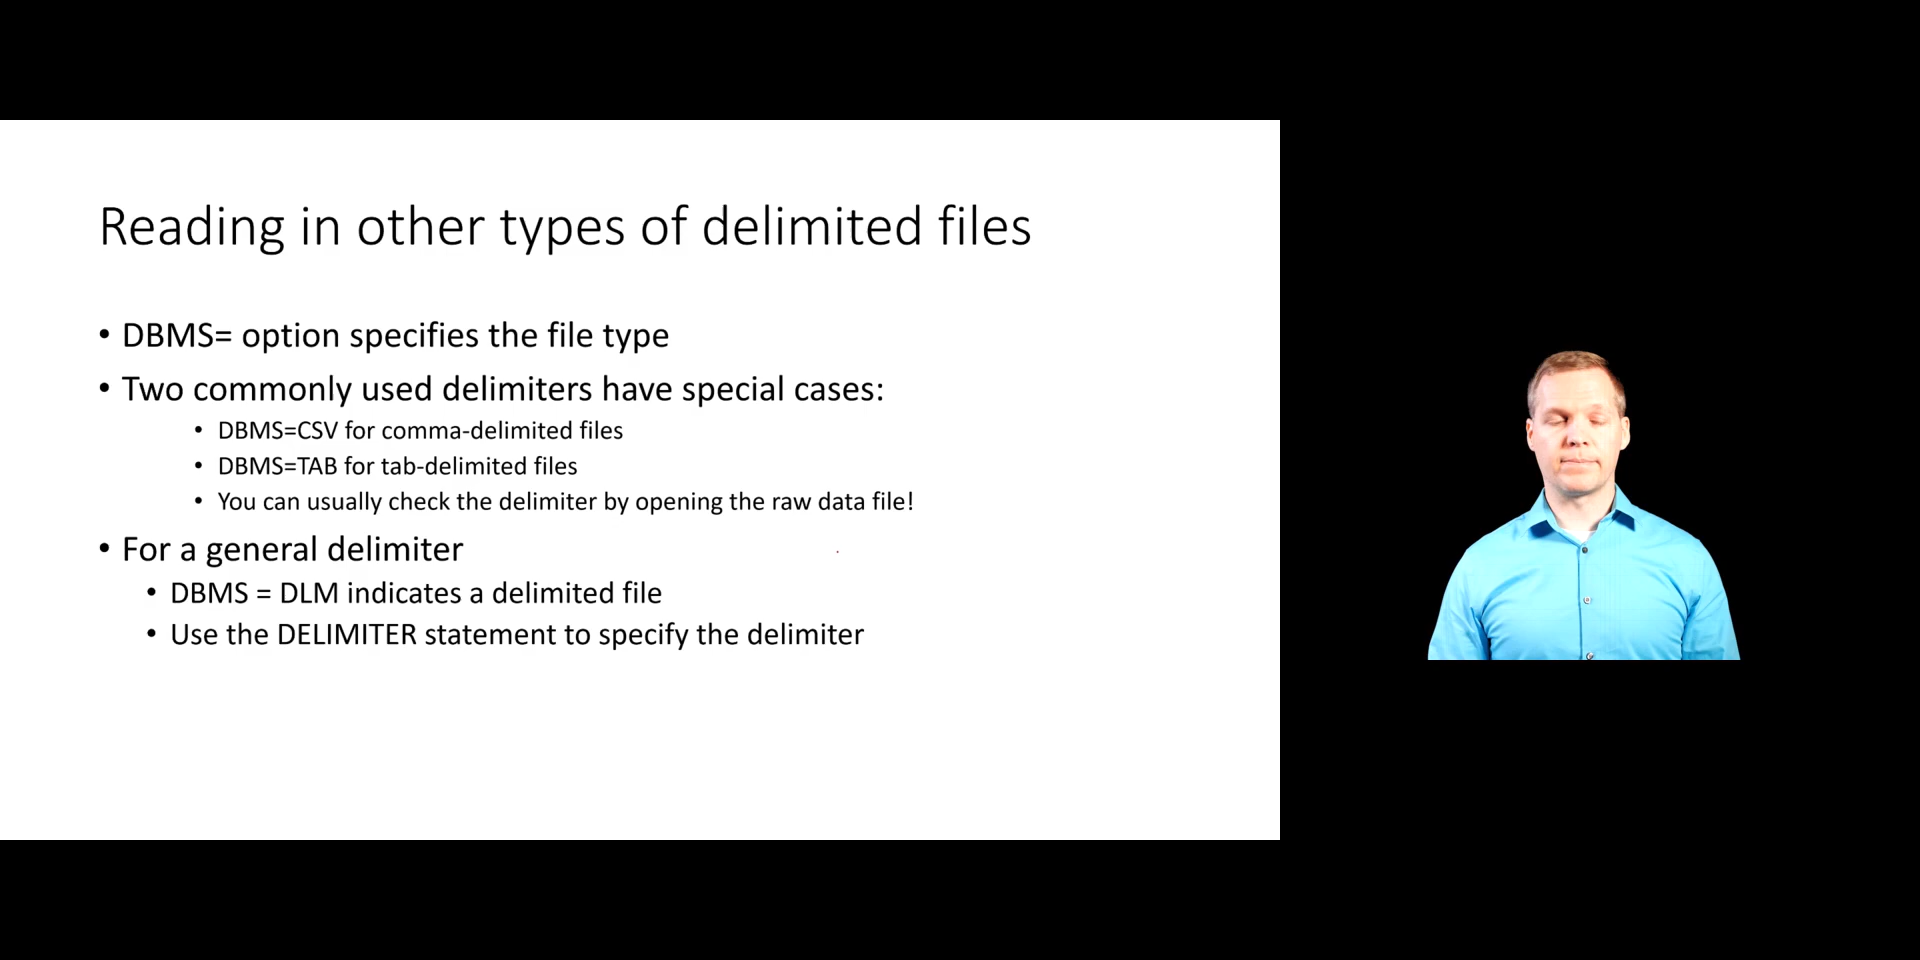 Reading in other types of delimited files
• DBMS= option specifies the file type
• Two commonly used delimiters have special cases:
• DBMS=CSV for comma-delimited files
• DBMS=TAB for tab-delimited files
• You can usually check the delimiter by opening the raw data file!
• For a general delimiter
• DBMS = DLM indicates a delimited file
• Use the DELIMITER statement to specify the delimiter